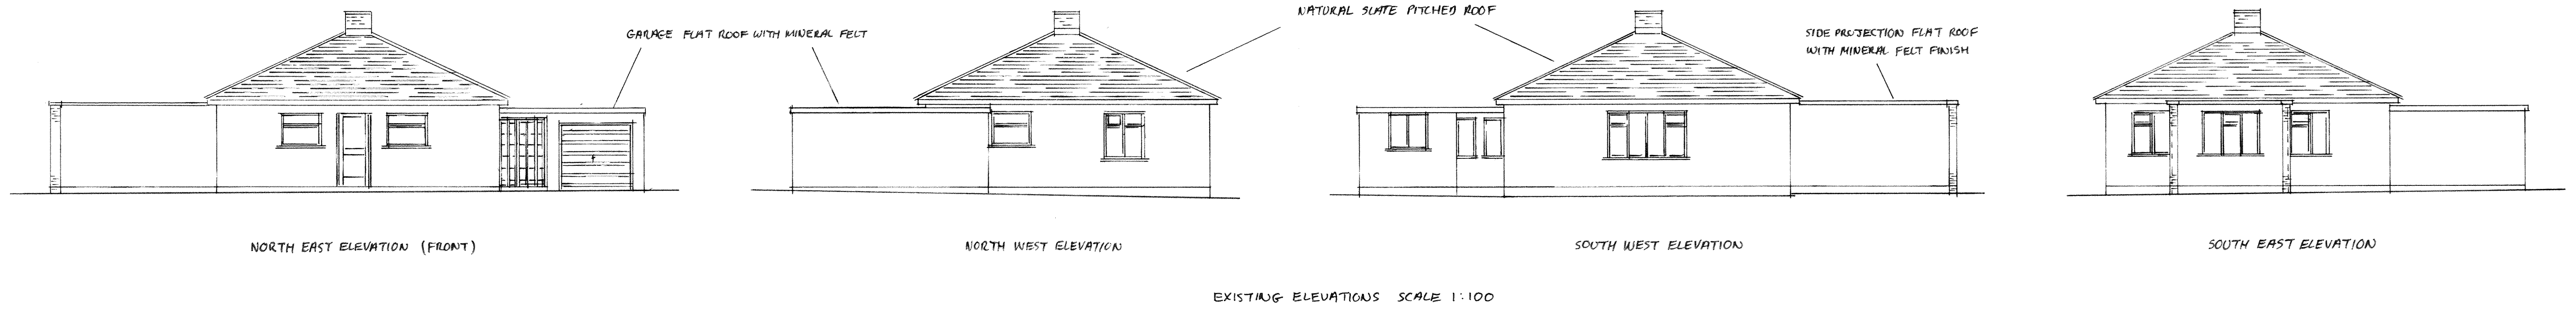 NATURAL SLATE PITCHED ROOF
GARAGE FLAT ROOF WITH MINERAL FELT
SIDE PROJECTION FLAT ROOF
WITH MINERAL FELT FINISH
NORTH EAST ELEVATION (FRONT)
NORTH WEST ELEVATION
SOUTH WEST ELEVATION
SOUTH EAST ELEVATION
EXISTING ELEVATIONS SCALE 1:100